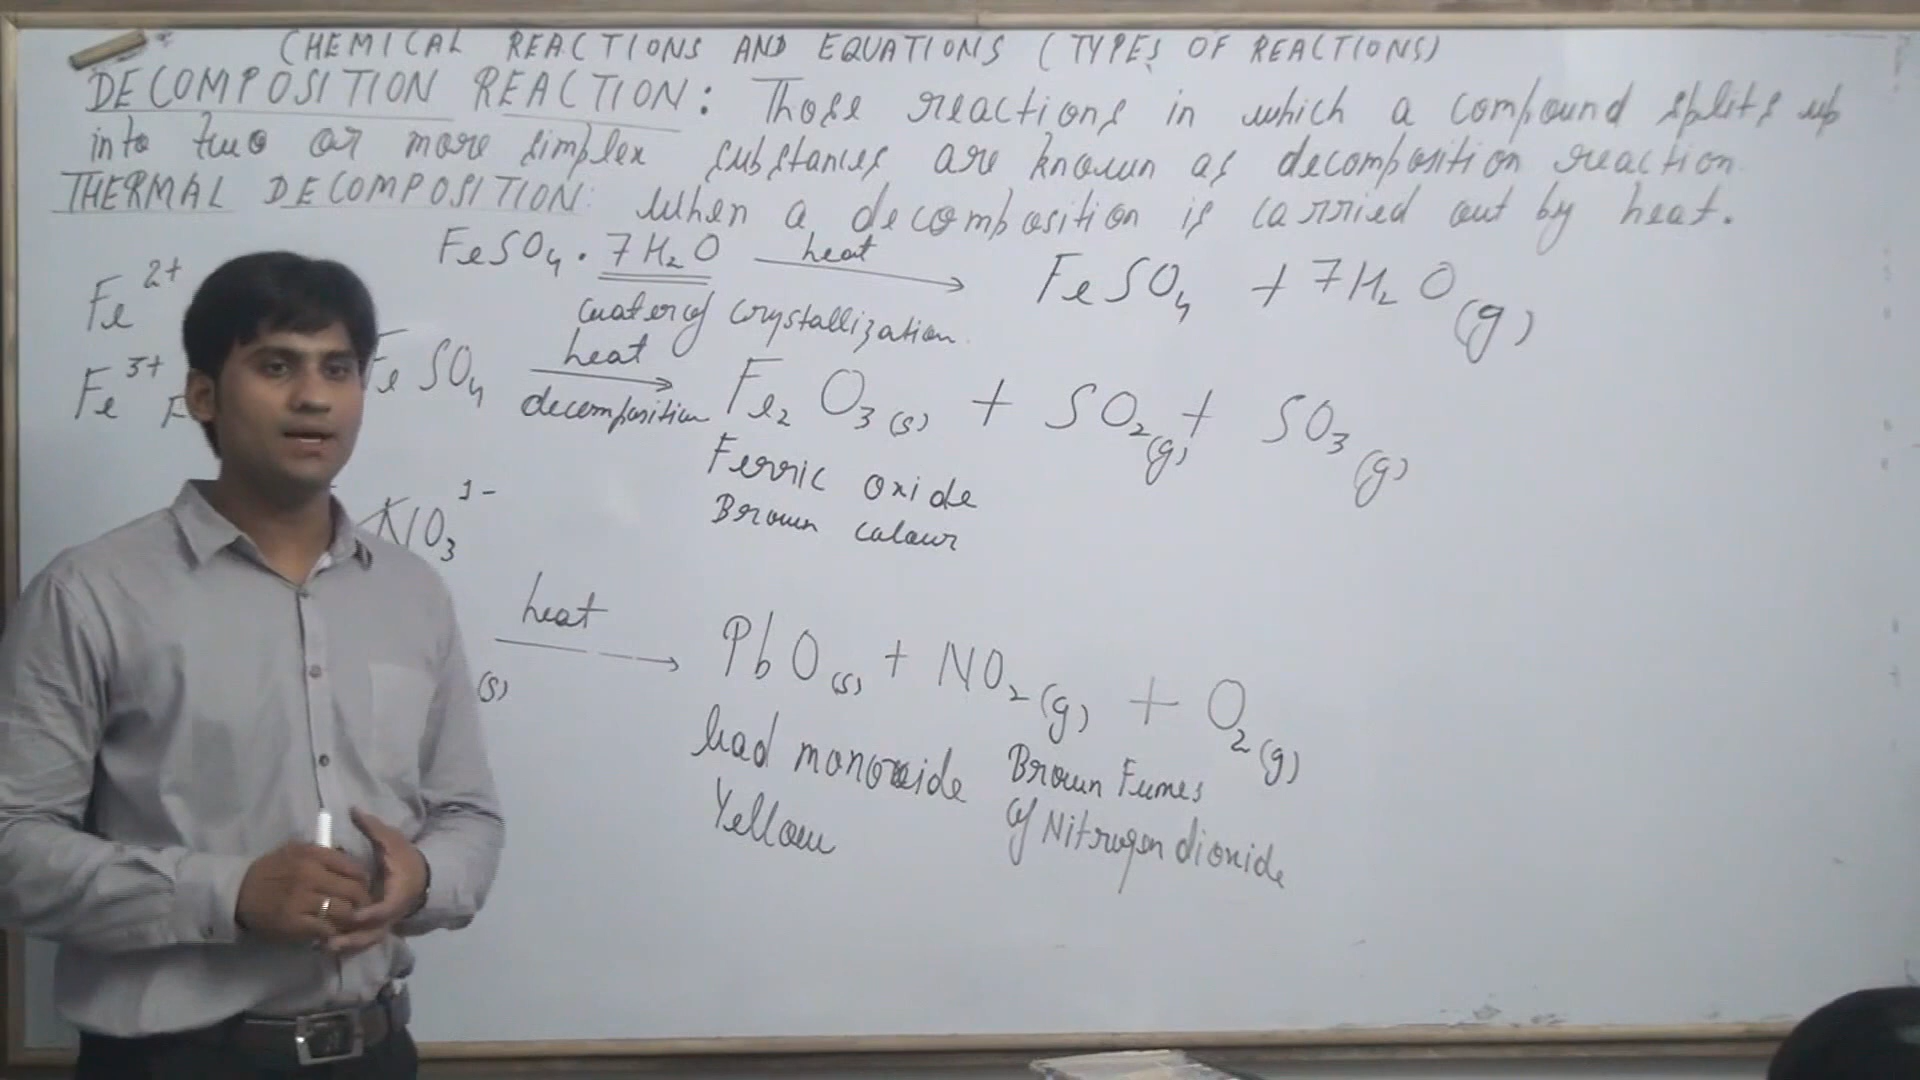 CHEMICAL REACTIONS AND EQUATIONS (TYPES OF REACTIONS)
DECOMPOSITION REACTION: Those reactions in which a compound splits up
into two or more simplex substances are known as decomposition reaction
THERMAL DECOMPOSITION: When a decomposition is carried out by heat.
FeSO₄ · 7H₂O heat → FeSO₄ + 7H₂O (g)
water of crystallization
Fe²⁺
Fe³⁺ F
FeSO₄ heat → Fe₂O₃(s) + SO₂(g) + SO₃(g)
decomposition
Ferric oxide
Brown colour
NO₃¹⁻
(s) heat → PbO(s) + NO₂(g) + O₂(g)
lead monoxide Brown Fumes
Yellow of Nitrogen dioxide